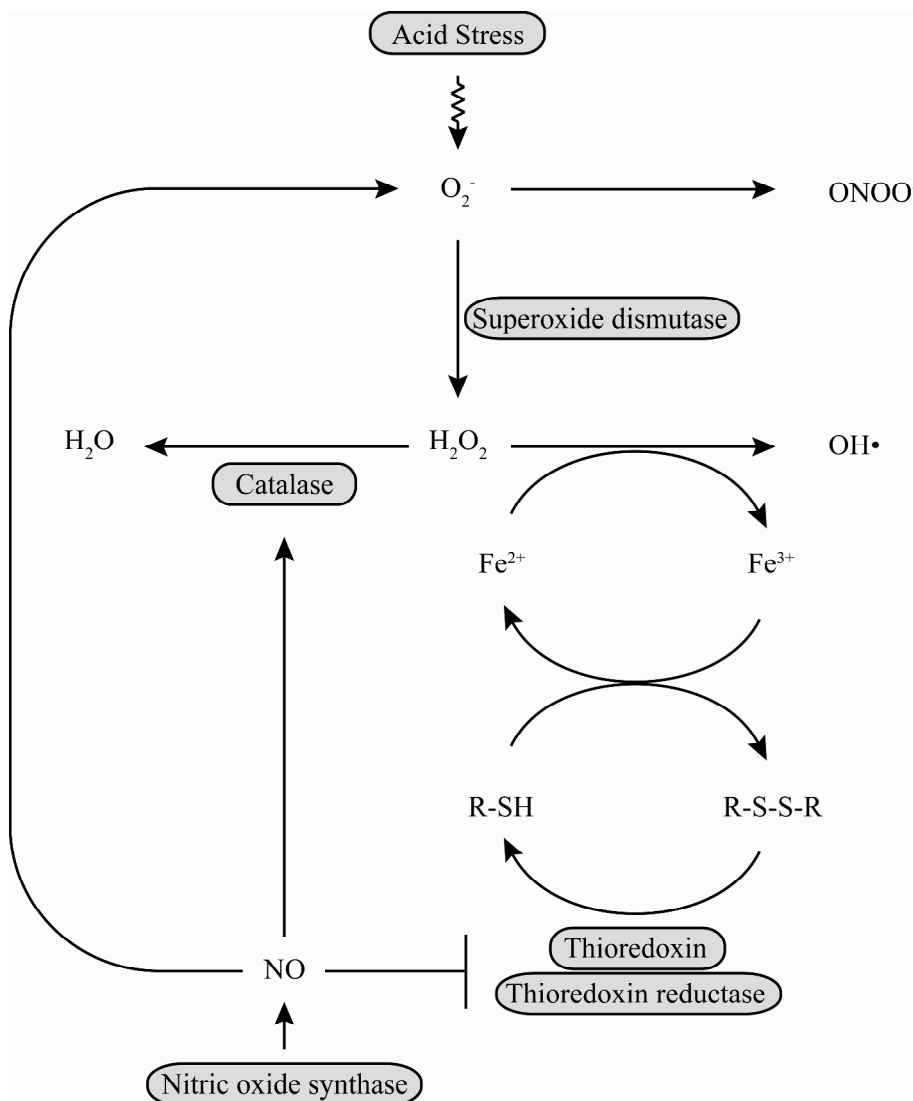 Acid Stress
O₂⁻
ONOO
Superoxide dismutase
H₂O
H₂O₂
OH•
Catalase
Fe²⁺
Fe³⁺
R-SH
R-S-S-R
Thioredoxin
NO
Thioredoxin reductase
Nitric oxide synthase